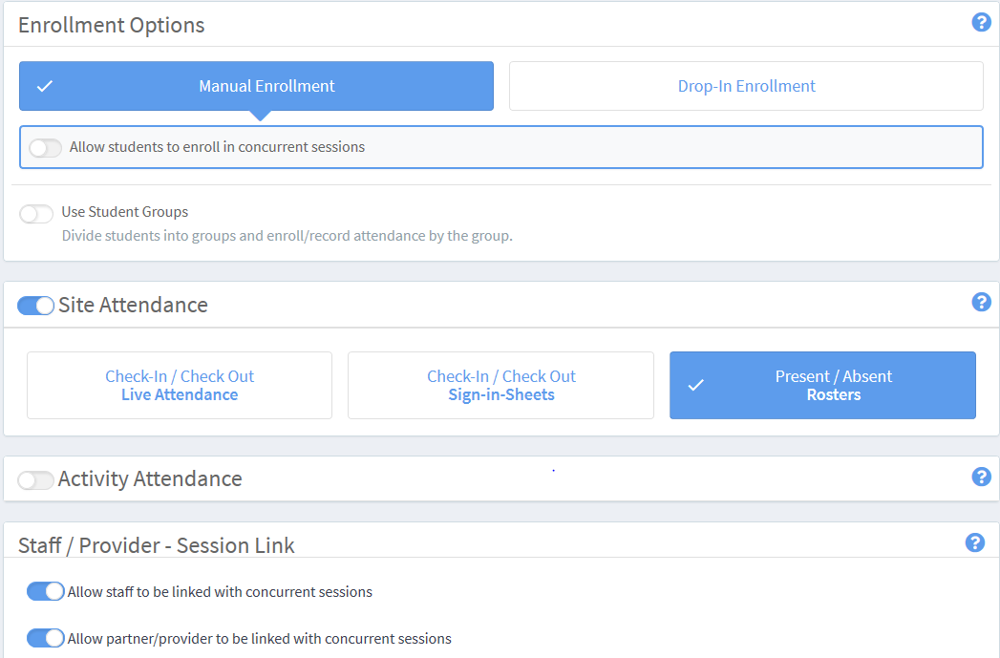 Enrollment Options
Manual Enrollment
Drop-In Enrollment
Allow students to enroll in concurrent sessions
Use Student Groups
Divide students into groups and enroll/record attendance by the group.
Site Attendance
Check-In / Check Out
Live Attendance
Check-In / Check Out
Sign-in-Sheets
Present / Absent
Rosters
Activity Attendance
Staff / Provider - Session Link
Allow staff to be linked with concurrent sessions
Allow partner/provider to be linked with concurrent sessions